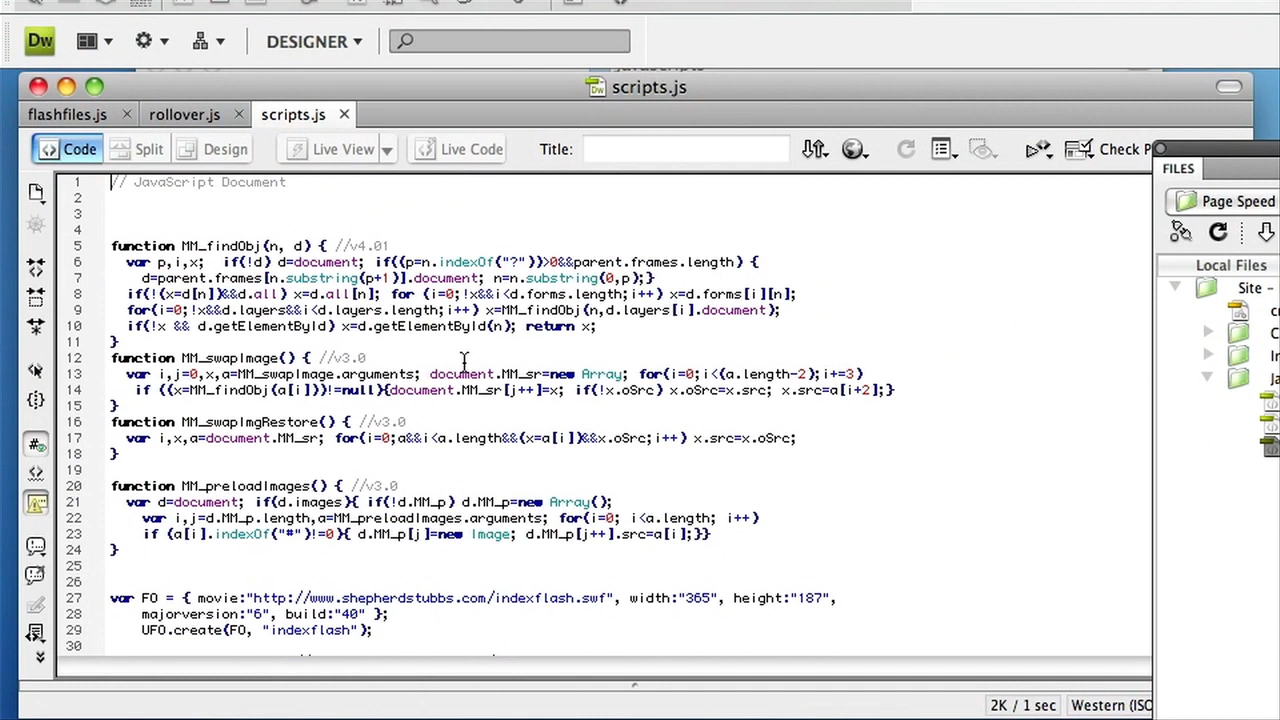 Dw
DESIGNER
scripts.js
flashfiles.js
rollover.js
scripts.js
Code
Split
Design
Live View
Live Code
Title:
Check P
FILES
Page Speed
Local Files
Site -
1 // JavaScript Document
2
3
4
5 function MM_findObj(n, d) { //v4.01
6 var p,i,x; if(!d) d=document; if((p=n.indexOf("?"))>0&&parent.frames.length) {
7 d=parent.frames[n.substring(p+1)].document; n=n.substring(0,p);}
8 if(!(x=d[n])&&d.all) x=d.all[n]; for (i=0;!x&&i<d.forms.length;i++) x=d.forms[i][n];
9 for(i=0;!x&&d.layers&&i<d.layers.length;i++) x=MM_findObj(n,d.layers[i].document);
10 if(!x && d.getElementById) x=d.getElementById(n); return x;
11 }
12 function MM_swapImage() { //v3.0
13 var i,j=0,x,a=MM_swapImage.arguments; document.MM_sr=new Array; for(i=0;i<(a.length-2);i+=3)
14 if ((x=MM_findObj(a[i]))!=null){document.MM_sr[j++]=x; if(!x.oSrc) x.oSrc=x.src; x.src=a[i+2];}
15 }
16 function MM_swapImgRestore() { //v3.0
17 var i,x,a=document.MM_sr; for(i=0;a&&i<a.length&&(x=a[i])&&x.oSrc;i++) x.src=x.oSrc;
18 }
19
20 function MM_preloadImages() { //v3.0
21 var d=document; if(d.images){ if(!d.MM_p) d.MM_p=new Array();
22 var i,j=d.MM_p.length,a=MM_preloadImages.arguments; for(i=0; i<a.length; i++)
23 if (a[i].indexOf("#")!=0){ d.MM_p[j]=new Image; d.MM_p[j++].src=a[i];}}
24 }
25
26
27 var FO = { movie:"http://www.shepherdstubbs.com/indexflash.swf", width:"365", height:"187",
28 majorversion:"6", build:"40" };
29 UFO.create(FO, "indexflash");
30
2K / 1 sec
Western (ISO